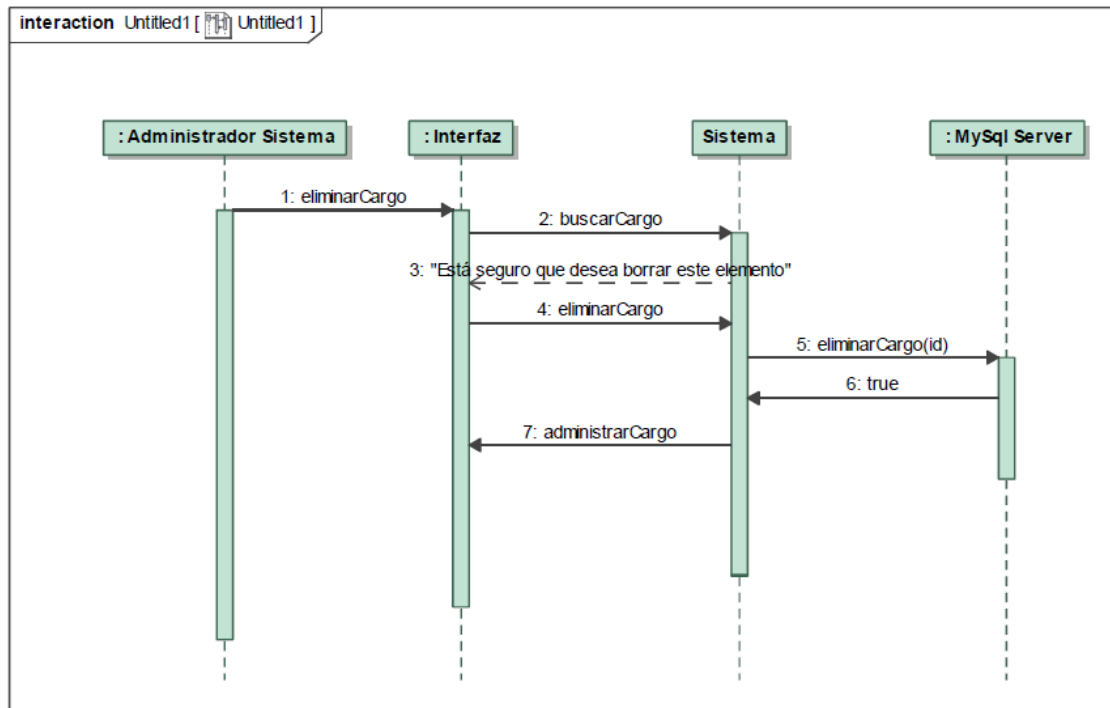 interaction Untitled1 [ Untitled1 ]
: Administrador Sistema
: Interfaz
Sistema
: MySql Server
1: eliminarCargo
2: buscarCargo
3: "Está seguro que desea borrar este elemento"
4: eliminarCargo
5: eliminarCargo(id)
6: true
7: administrarCargo